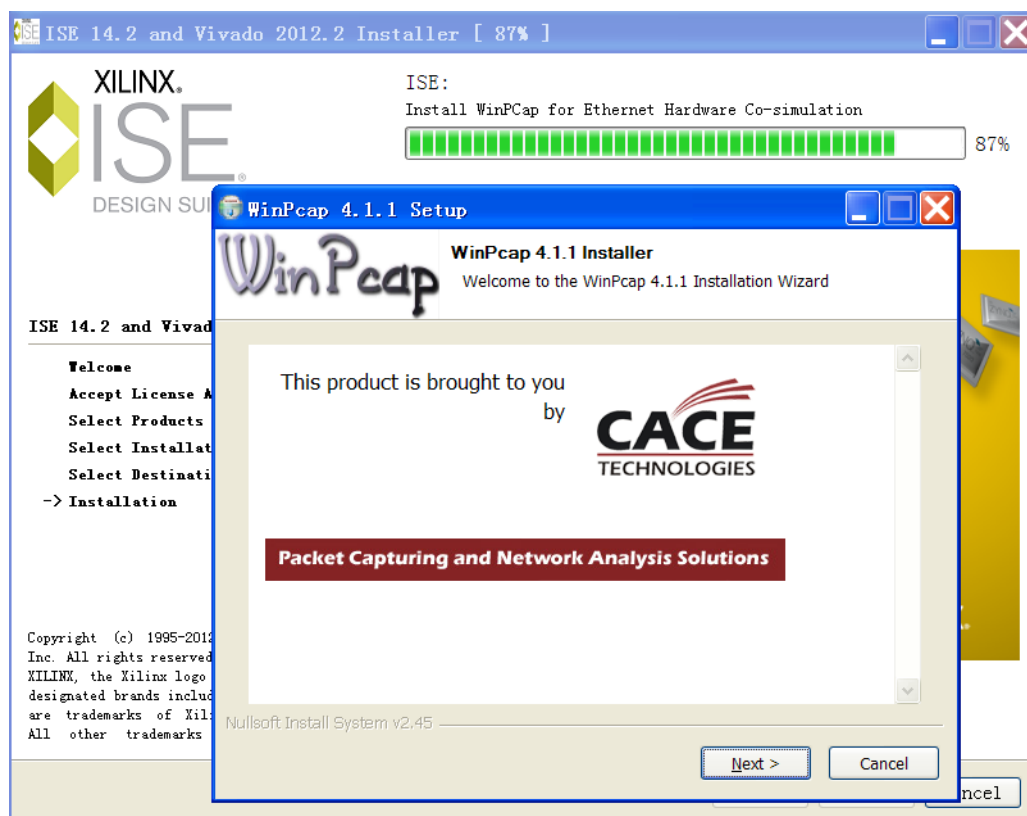 ISE 14.2 and Vivado 2012.2 Installer [ 87% ]
XILINX.
ISE
DESIGN SUI
ISE:
Install WinPCap for Ethernet Hardware Co-simulation
87%
WinPcap 4.1.1 Setup
WinPcap
WinPcap 4.1.1 Installer
Welcome to the WinPcap 4.1.1 Installation Wizard
ISE 14.2 and Vivad
Welcome
Accept License A
Select Products
Select Installat
Select Destinati
-> Installation
This product is brought to you
by
CACE
TECHNOLOGIES
Packet Capturing and Network Analysis Solutions
Copyright (c) 1995-2012
Inc. All rights reserved
XILINX, the Xilinx logo
designated brands includ
are trademarks of Xil
All other trademarks
Nullsoft Install System v2.45
Next >
Cancel
ncel